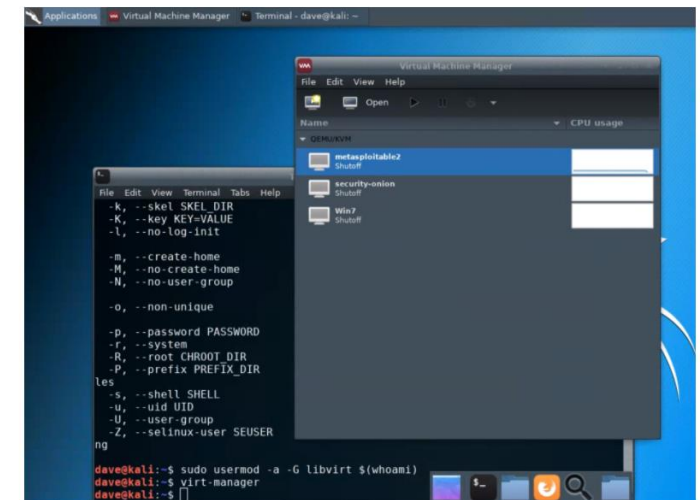 Applications
Virtual Machine Manager
Terminal - dave@kali: ~
VM
Virtual Machine Manager
File Edit View Help
Open
Name
CPU usage
QEMU/KVM
metasploitable2
Shutoff
security-onion
Shutoff
Win7
Shutoff
File Edit View Terminal Tabs Help
-k, --skel SKEL_DIR
-K, --key KEY=VALUE
-l, --no-log-init
-m, --create-home
-M, --no-create-home
-N, --no-user-group
-o, --non-unique
-p, --password PASSWORD
-r, --system
-R, --root CHROOT_DIR
-P, --prefix PREFIX_DIR
les
-s, --shell SHELL
-u, --uid UID
-U, --user-group
-Z, --selinux-user SEUSER
ng
dave@kali:~$ sudo usermod -a -G libvirt $(whoami)
dave@kali:~$ virt-manager
dave@kali:~$
$_